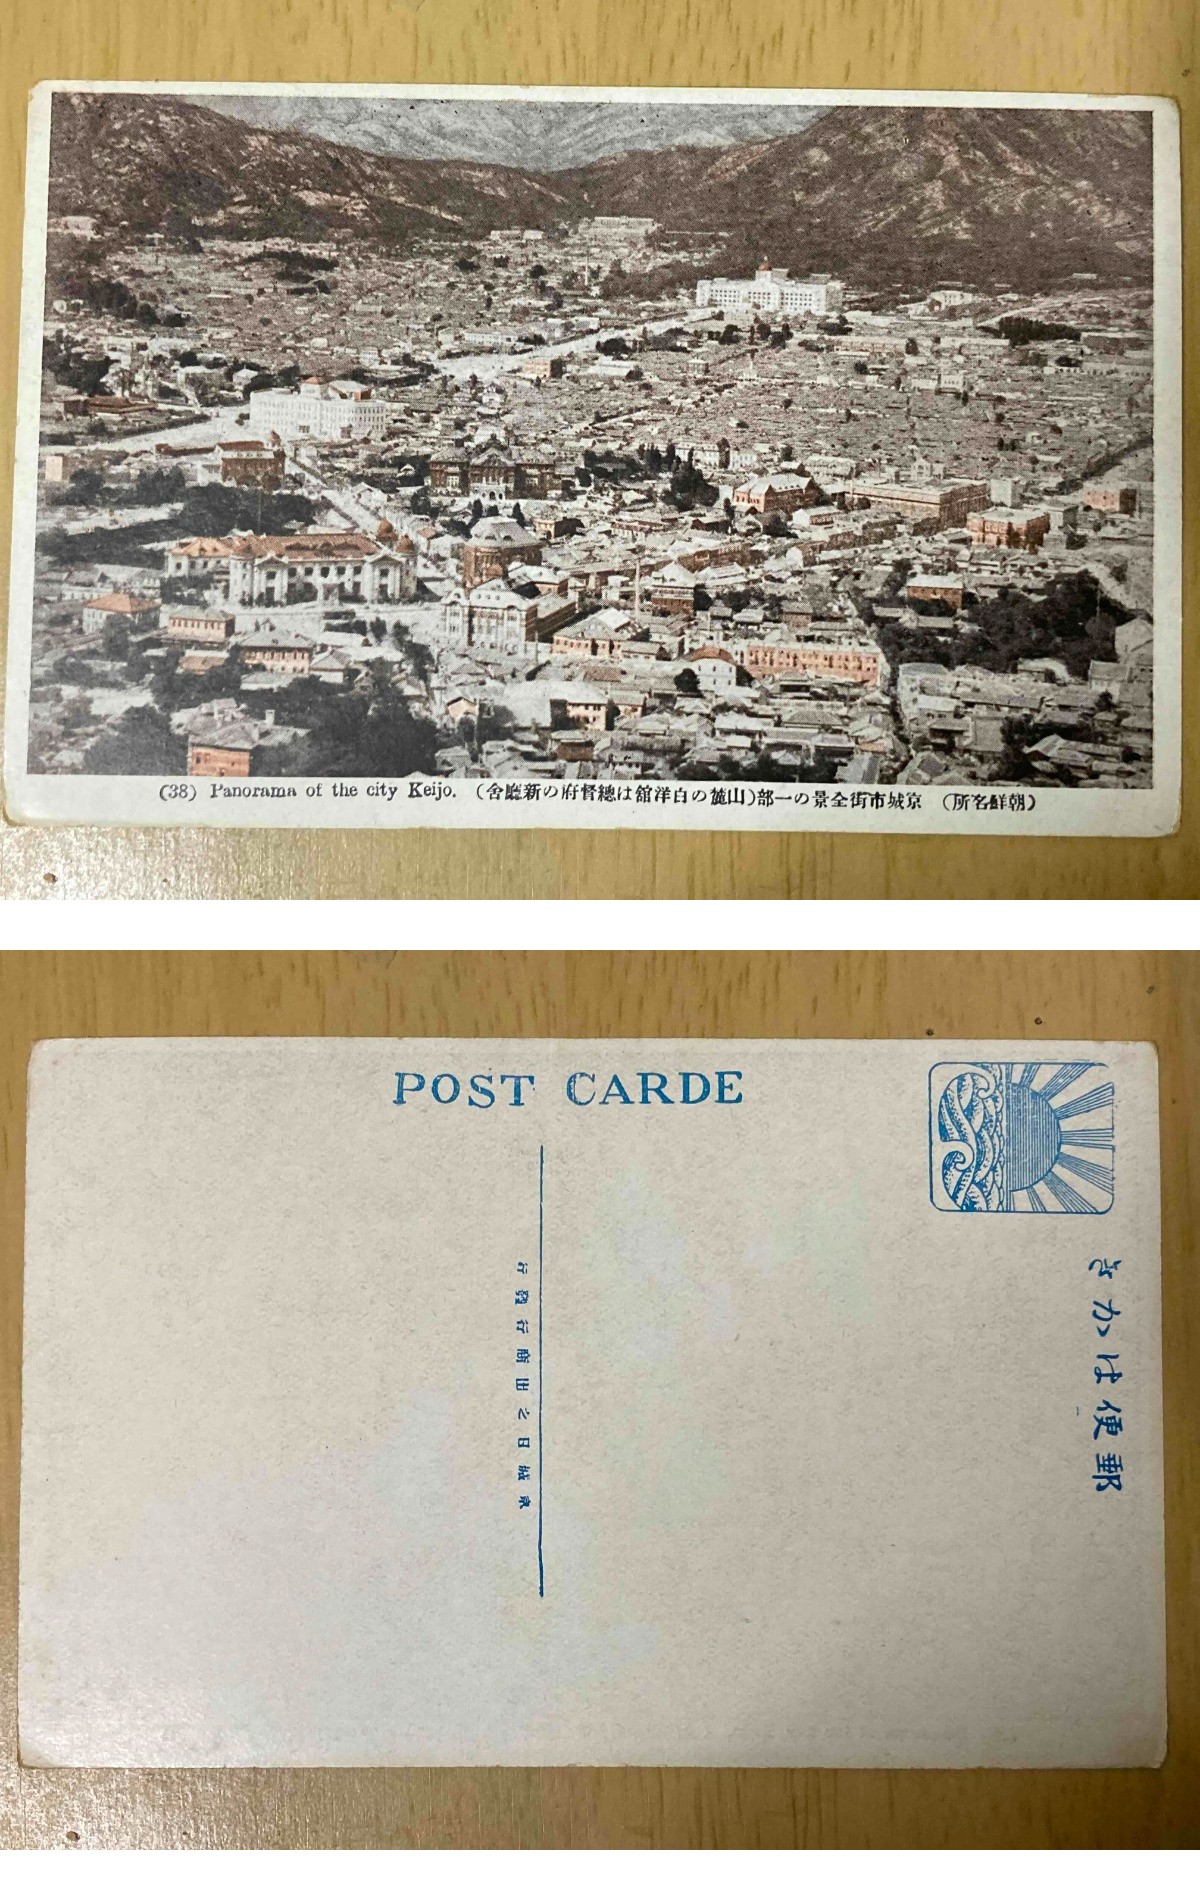 (38) Panorama of the city Keijo.
(朝鮮名所) 京城市街全景の一部(山麓の白洋舘は總督府の新廳舍)
POST CARDE
郵便はかき
京城日之出商行發行